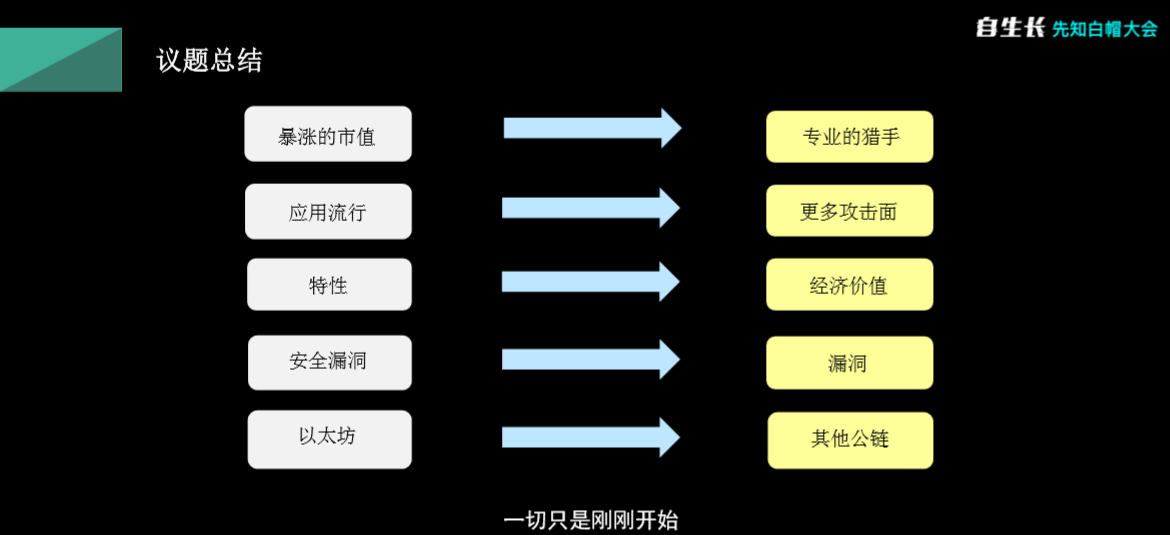 自生长 先知白帽大会
议题总结
暴涨的市值 专业的猎手
应用流行 更多攻击面
特性 经济价值
安全漏洞 漏洞
以太坊 其他公链
一切只是刚刚开始